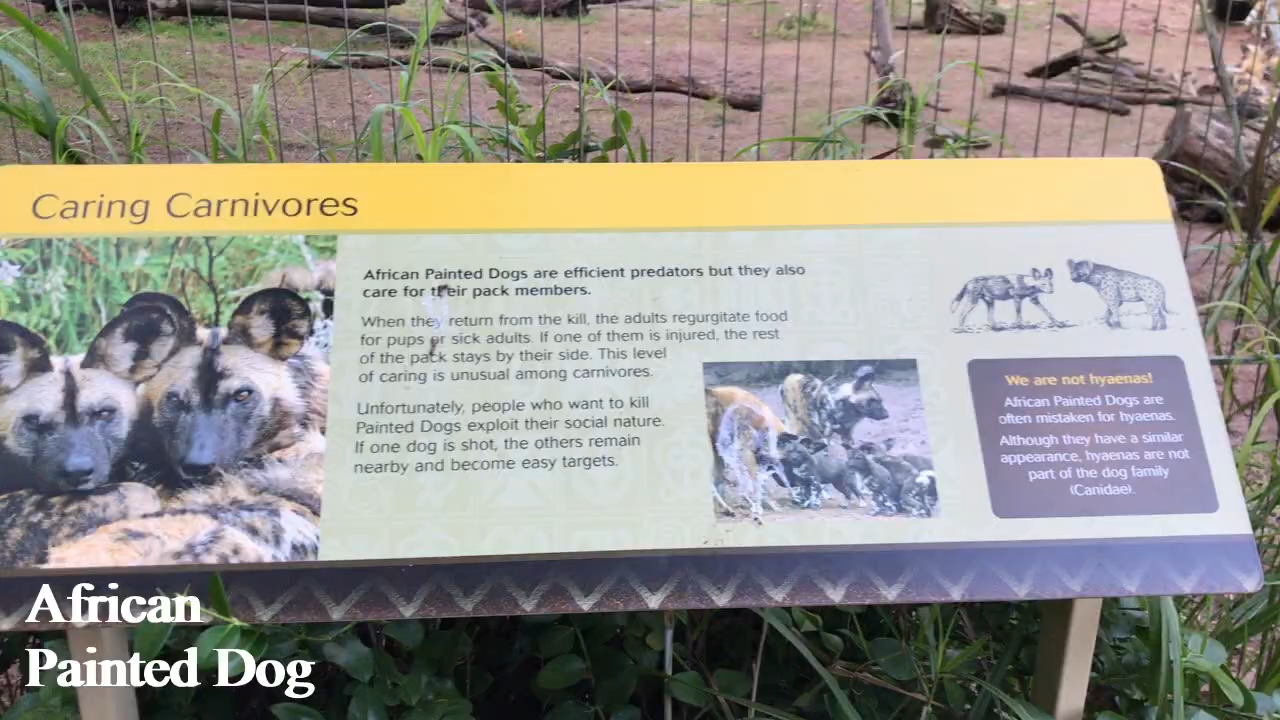 Caring Carnivores
African Painted Dogs are efficient predators but they also
care for their pack members.
When they return from the kill, the adults regurgitate food
for pups or sick adults. If one of them is injured, the rest
of the pack stays by their side. This level
of caring is unusual among carnivores.
Unfortunately, people who want to kill
Painted Dogs exploit their social nature.
If one dog is shot, the others remain
nearby and become easy targets.
We are not hyaenas!
African Painted Dogs are
often mistaken for hyaenas.
Although they have a similar
appearance, hyaenas are not
part of the dog family
(Canidae).
African
Painted Dog